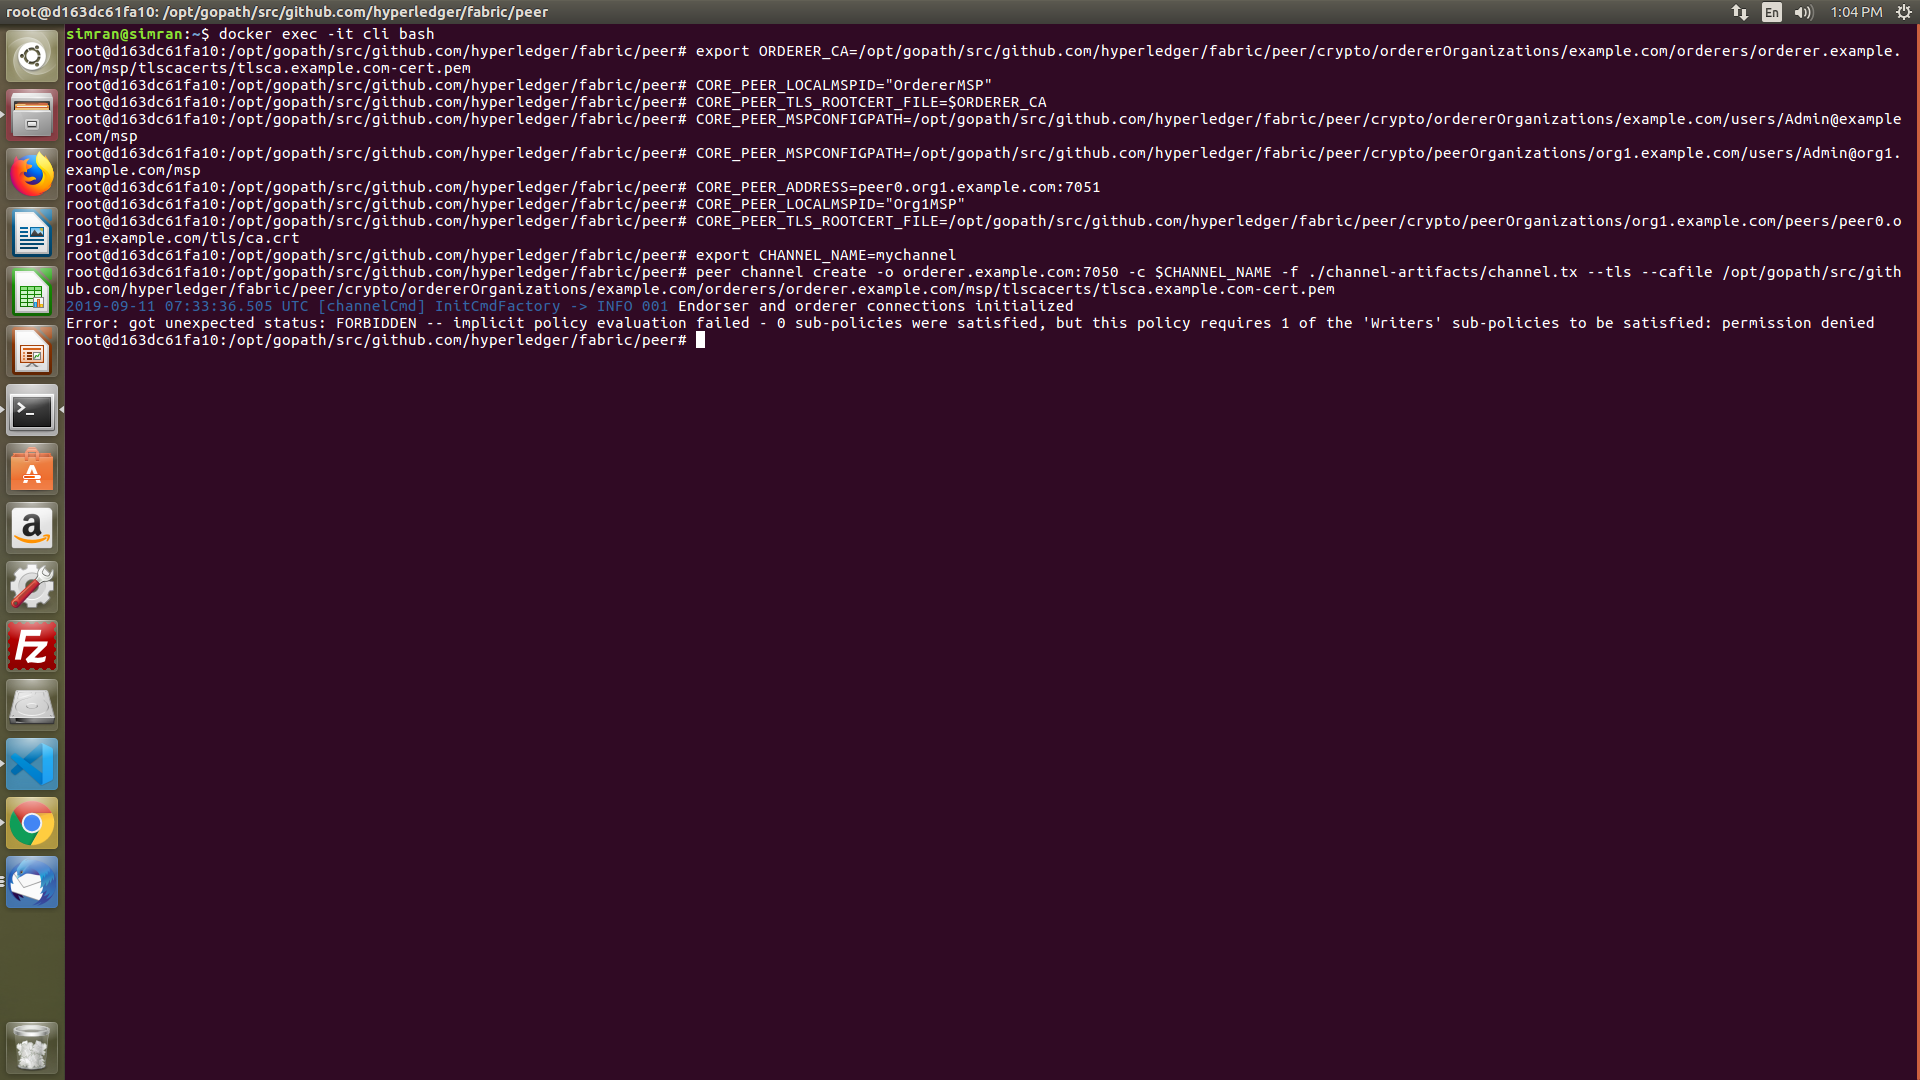 root@d163dc61fa10: /opt/gopath/src/github.com/hyperledger/fabric/peer
En
1:04 PM
simran@simran:~$ docker exec -it cli bash
root@d163dc61fa10:/opt/gopath/src/github.com/hyperledger/fabric/peer# export ORDERER_CA=/opt/gopath/src/github.com/hyperledger/fabric/peer/crypto/ordererOrganizations/example.com/orderers/orderer.example.
com/msp/tlscacerts/tlsca.example.com-cert.pem
root@d163dc61fa10:/opt/gopath/src/github.com/hyperledger/fabric/peer# CORE_PEER_LOCALMSPID="OrdererMSP"
root@d163dc61fa10:/opt/gopath/src/github.com/hyperledger/fabric/peer# CORE_PEER_TLS_ROOTCERT_FILE=$ORDERER_CA
root@d163dc61fa10:/opt/gopath/src/github.com/hyperledger/fabric/peer# CORE_PEER_MSPCONFIGPATH=/opt/gopath/src/github.com/hyperledger/fabric/peer/crypto/ordererOrganizations/example.com/users/Admin@example
.com/msp
root@d163dc61fa10:/opt/gopath/src/github.com/hyperledger/fabric/peer# CORE_PEER_MSPCONFIGPATH=/opt/gopath/src/github.com/hyperledger/fabric/peer/crypto/peerOrganizations/org1.example.com/users/Admin@org1.
example.com/msp
root@d163dc61fa10:/opt/gopath/src/github.com/hyperledger/fabric/peer# CORE_PEER_ADDRESS=peer0.org1.example.com:7051
root@d163dc61fa10:/opt/gopath/src/github.com/hyperledger/fabric/peer# CORE_PEER_LOCALMSPID="Org1MSP"
root@d163dc61fa10:/opt/gopath/src/github.com/hyperledger/fabric/peer# CORE_PEER_TLS_ROOTCERT_FILE=/opt/gopath/src/github.com/hyperledger/fabric/peer/crypto/peerOrganizations/org1.example.com/peers/peer0.o
rg1.example.com/tls/ca.crt
root@d163dc61fa10:/opt/gopath/src/github.com/hyperledger/fabric/peer# export CHANNEL_NAME=mychannel
root@d163dc61fa10:/opt/gopath/src/github.com/hyperledger/fabric/peer# peer channel create -o orderer.example.com:7050 -c $CHANNEL_NAME -f ./channel-artifacts/channel.tx --tls --cafile /opt/gopath/src/gith
ub.com/hyperledger/fabric/peer/crypto/ordererOrganizations/example.com/orderers/orderer.example.com/msp/tlscacerts/tlsca.example.com-cert.pem
2019-09-11 07:33:36.505 UTC [channelCmd] InitCmdFactory -> INFO 001 Endorser and orderer connections initialized
Error: got unexpected status: FORBIDDEN -- implicit policy evaluation failed - 0 sub-policies were satisfied, but this policy requires 1 of the 'Writers' sub-policies to be satisfied: permission denied
root@d163dc61fa10:/opt/gopath/src/github.com/hyperledger/fabric/peer#